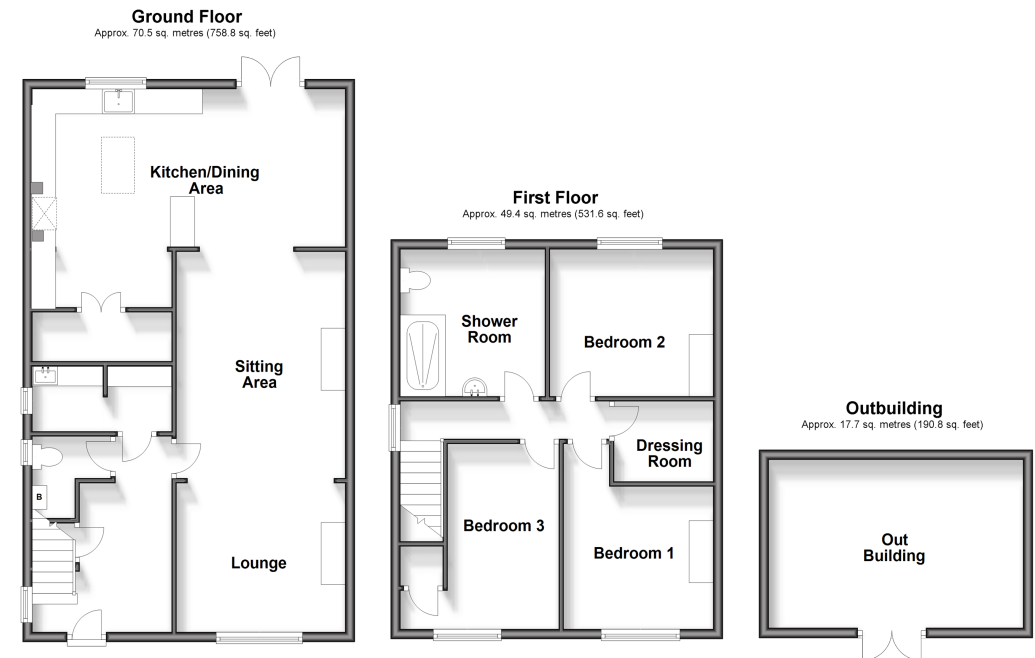 Ground Floor
Approx. 70.5 sq. metres (758.8 sq. feet)
Kitchen/Dining
Area
Sitting
Area
B
Lounge
First Floor
Approx. 49.4 sq. metres (531.6 sq. feet)
Shower
Room
Bedroom 2
Dressing
Room
Bedroom 3
Bedroom 1
Outbuilding
Approx. 17.7 sq. metres (190.8 sq. feet)
Out
Building